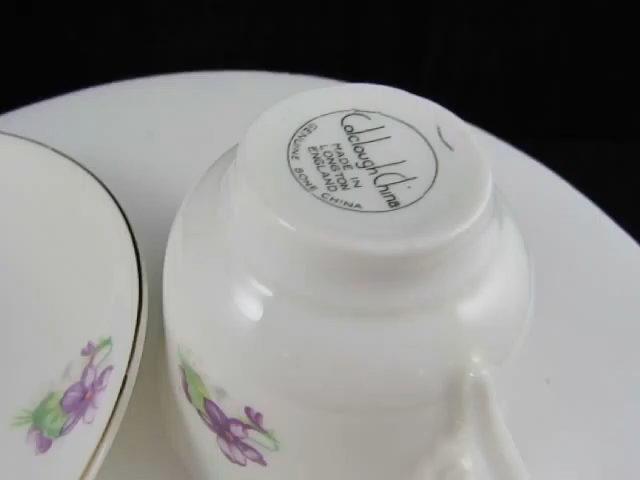 Colclough China
MADE IN
LONGTON
ENGLAND
GENUINE BONE CHINA